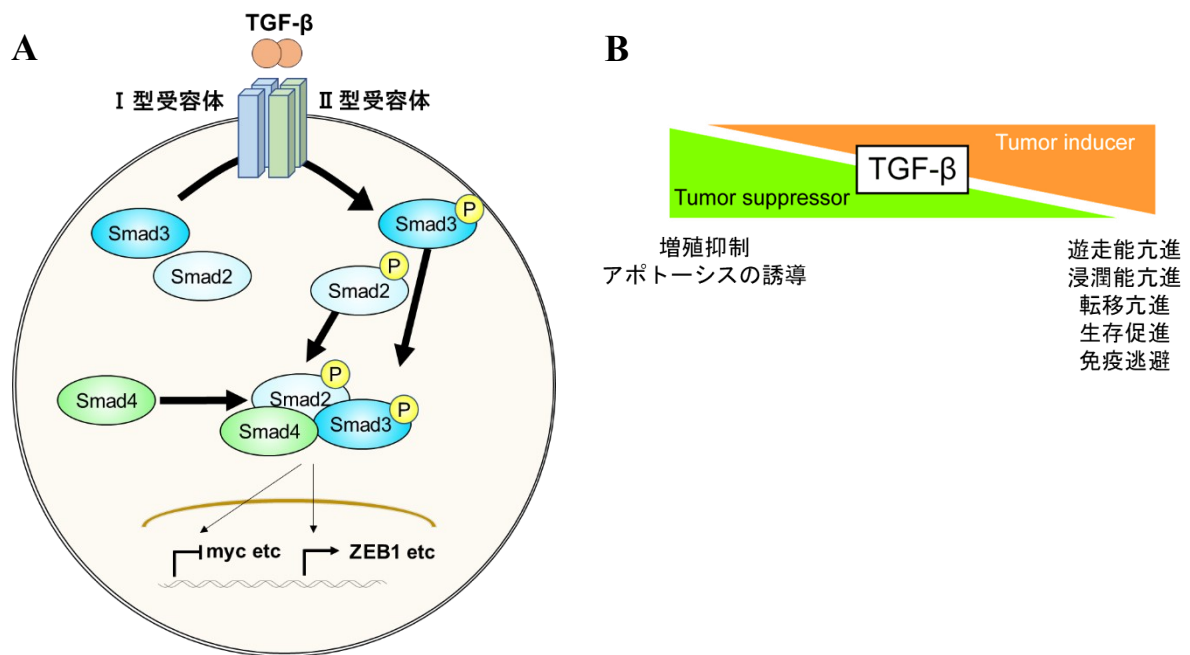 A
TGF-β
Ⅰ型受容体
Ⅱ型受容体
Smad3
Smad2
P
Smad3
P
Smad2
Smad4
P
Smad2
P
Smad3
Smad4
myc etc
ZEB1 etc
B
Tumor inducer
TGF-β
Tumor suppressor
増殖抑制
アポトーシスの誘導
遊走能亢進
浸潤能亢進
転移亢進
生存促進
免疫逃避